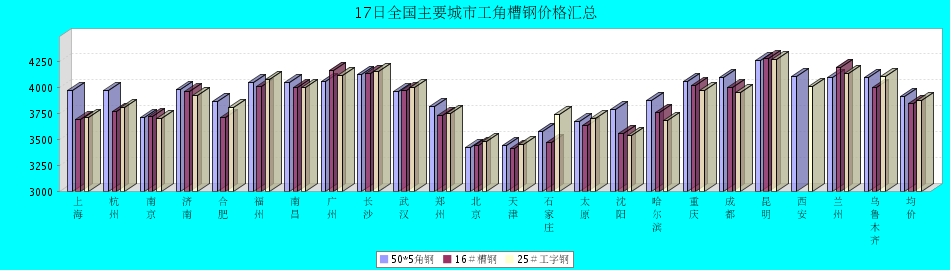 17日全国主要城市工角槽钢价格汇总
4250
4000
3750
3500
3250
3000
上海
杭州
南京
济南
合肥
福州
南昌
广州
长沙
武汉
郑州
北京
天津
石家庄
太原
沈阳
哈尔滨
重庆
成都
昆明
西安
兰州
乌鲁木齐
均价
50*5角钢 16#槽钢 25#工字钢